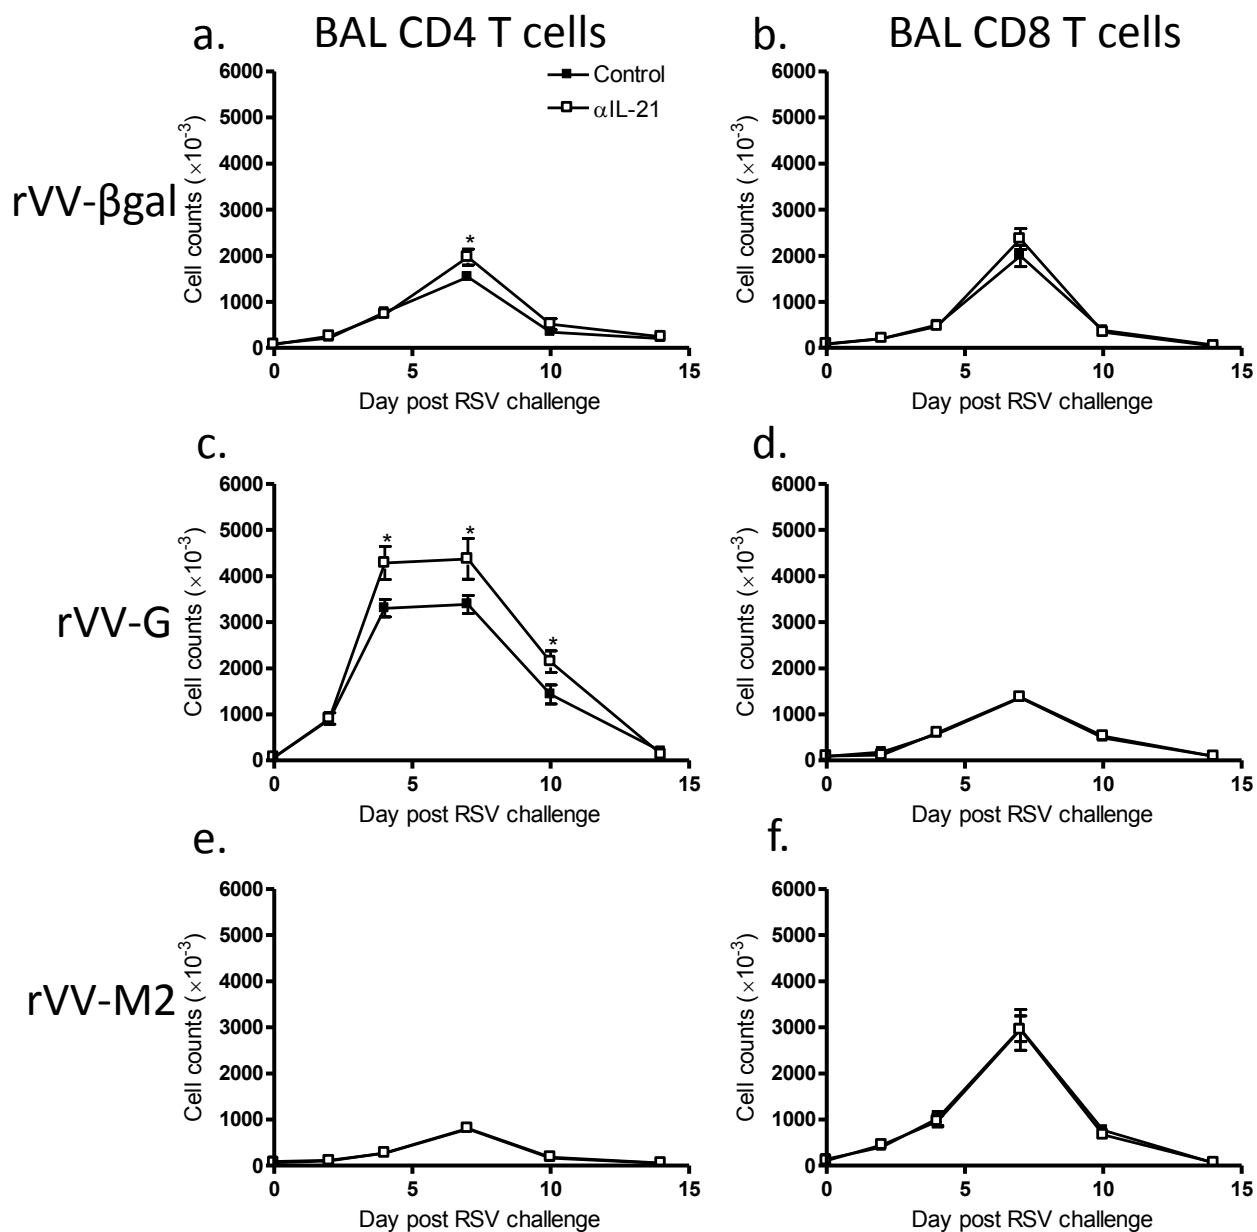 a. BAL CD4 T cells
b. BAL CD8 T cells
rVV-βgal
Cell counts (×10⁻³)
6000
5000
4000
3000
2000
1000
0
Control
αIL-21
*
0 5 10 15
Day post RSV challenge
Cell counts (×10⁻³)
6000
5000
4000
3000
2000
1000
0
0 5 10 15
Day post RSV challenge
rVV-G
c.
Cell counts (×10⁻³)
6000
5000
4000
3000
2000
1000
0
* * *
0 5 10 15
Day post RSV challenge
d.
Cell counts (×10⁻³)
6000
5000
4000
3000
2000
1000
0
0 5 10 15
Day post RSV challenge
rVV-M2
e.
Cell counts (×10⁻³)
6000
5000
4000
3000
2000
1000
0
0 5 10 15
Day post RSV challenge
f.
Cell counts (×10⁻³)
6000
5000
4000
3000
2000
1000
0
0 5 10 15
Day post RSV challenge